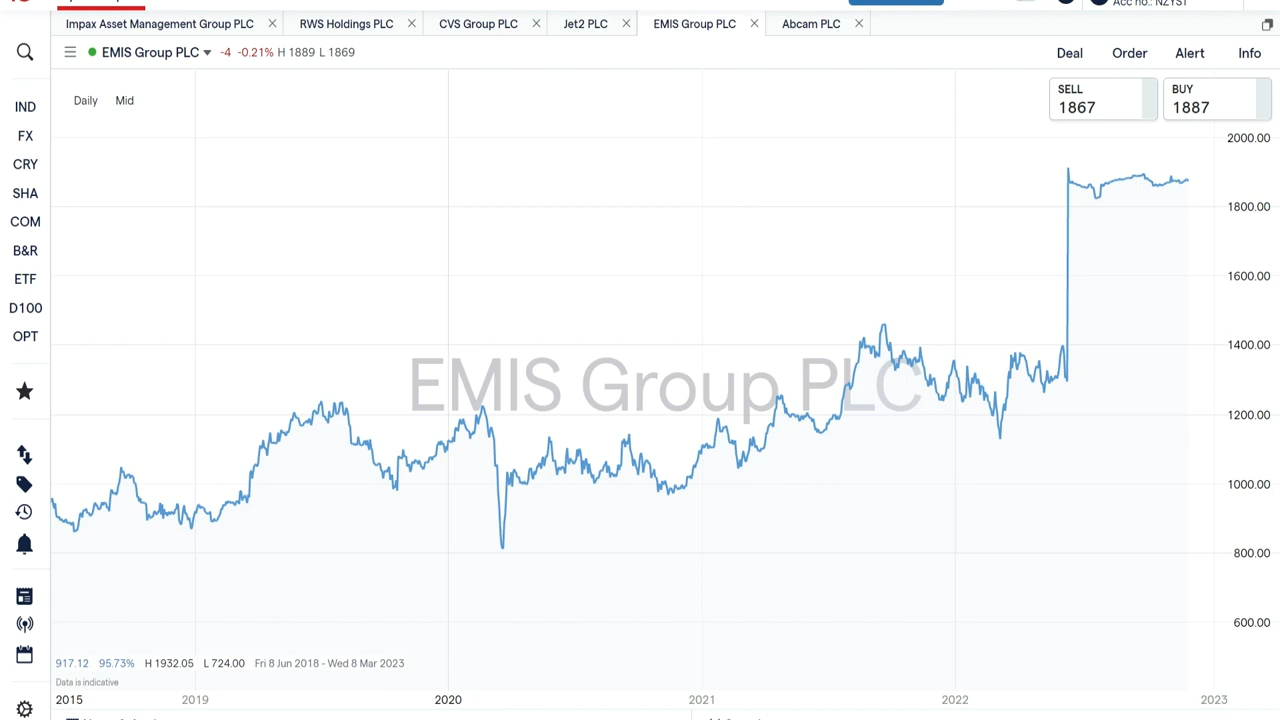 Acc no.: NZYST
Impax Asset Management Group PLC RWS Holdings PLC CVS Group PLC Jet2 PLC EMIS Group PLC Abcam PLC
EMIS Group PLC -4 -0.21% H 1889 L 1869 Deal Order Alert Info
Daily Mid
SELL BUY
1867 1887
IND
FX
CRY
SHA
COM
B&R
ETF
D100
OPT
2000.00
1800.00
1600.00
1400.00
1200.00
1000.00
800.00
600.00
EMIS Group PLC
917.12 95.73% H 1932.05 L 724.00 Fri 8 Jun 2018 - Wed 8 Mar 2023
Data is indicative
2015 2019 2020 2021 2022 2023